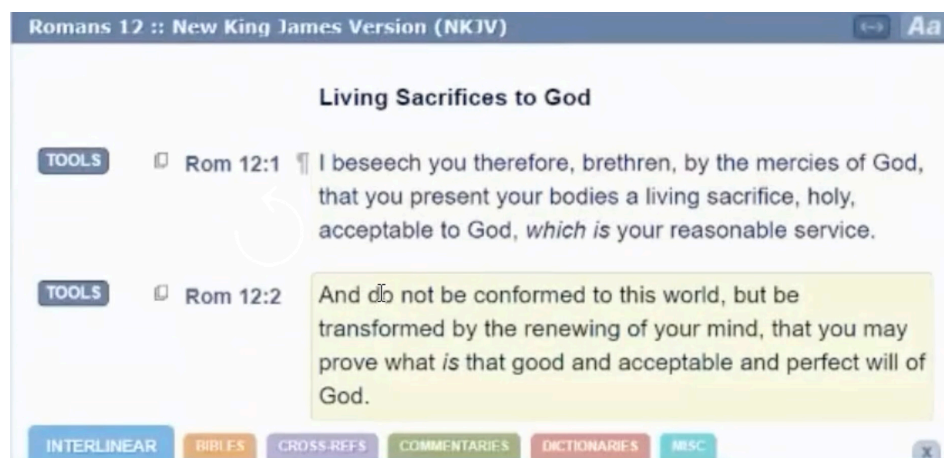 Romans 12 :: New King James Version (NKJV)
Aa
Living Sacrifices to God
TOOLS Rom 12:1 ¶ I beseech you therefore, brethren, by the mercies of God,
that you present your bodies a living sacrifice, holy,
acceptable to God, which is your reasonable service.
TOOLS Rom 12:2 And do not be conformed to this world, but be
transformed by the renewing of your mind, that you may
prove what is that good and acceptable and perfect will of
God.
INTERLINEAR BIBLES CROSS-REFS COMMENTARIES DICTIONARIES MISC X